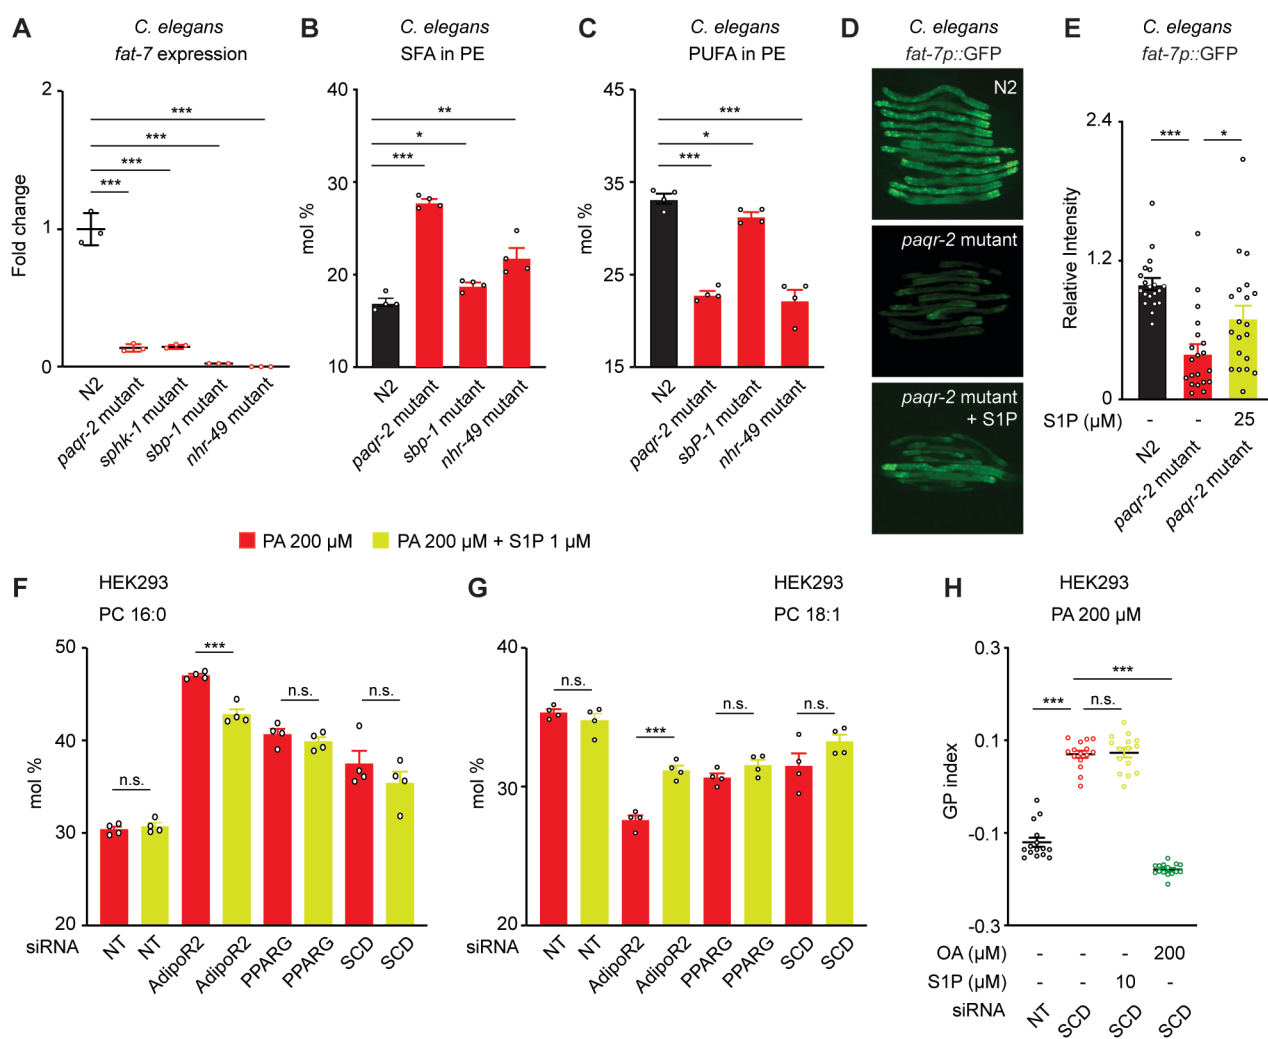 A
C. elegans
fat-7 expression
Fold change
2
1
0
***
***
***
***
N2
paqr-2 mutant
sphk-1 mutant
sbp-1 mutant
nhr-49 mutant
B
C. elegans
SFA in PE
mol %
40
30
20
10
**
*
***
N2
paqr-2 mutant
sbp-1 mutant
nhr-49 mutant
C
C. elegans
PUFA in PE
mol %
45
35
25
15
***
*
***
N2
paqr-2 mutant
sbP-1 mutant
nhr-49 mutant
D
C. elegans
fat-7p::GFP
N2
paqr-2 mutant
paqr-2 mutant
+ S1P
E
C. elegans
fat-7p::GFP
Relative Intensity
2.4
1.2
0
*** *
S1P (µM) - - 25
N2
paqr-2 mutant
paqr-2 mutant
PA 200 µM PA 200 µM + S1P 1 µM
F
HEK293
PC 16:0
mol %
50
40
30
20
n.s.
***
n.s.
n.s.
siRNA
NT
NT
AdipoR2
AdipoR2
PPARG
PPARG
SCD
SCD
G
HEK293
PC 18:1
mol %
40
30
20
n.s.
***
n.s.
n.s.
siRNA
NT
NT
AdipoR2
AdipoR2
PPARG
PPARG
SCD
SCD
H
HEK293
PA 200 µM
GP index
0.3
0.1
-0.1
-0.3
***
*** n.s.
OA (µM) - - - 200
S1P (µM) - - 10 -
siRNA
NT
SCD
SCD
SCD